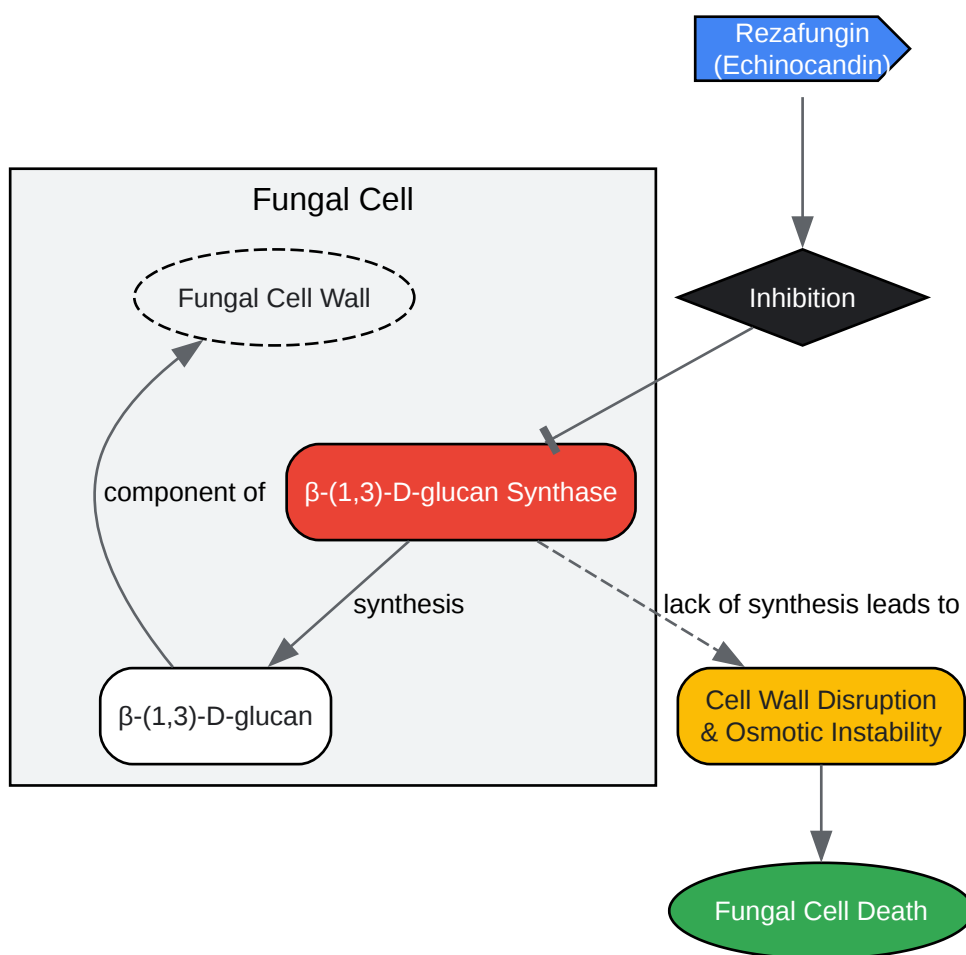 Rezafungin
(Echinocandin)
Fungal Cell
Fungal Cell Wall
Inhibition
component of
β-(1,3)-D-glucan Synthase
synthesis
lack of synthesis leads to
β-(1,3)-D-glucan
Cell Wall Disruption
& Osmotic Instability
Fungal Cell Death